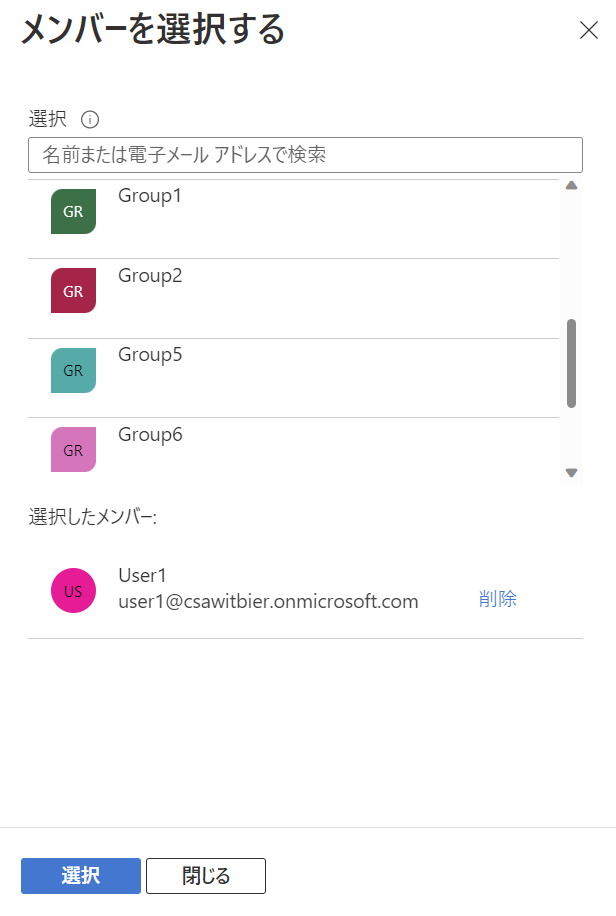 メンバーを選択する
選択
名前または電子メール アドレスで検索
GR Group1
GR Group2
GR Group5
GR Group6
選択したメンバー:
US User1
user1@csawitbier.onmicrosoft.com 削除
選択 閉じる